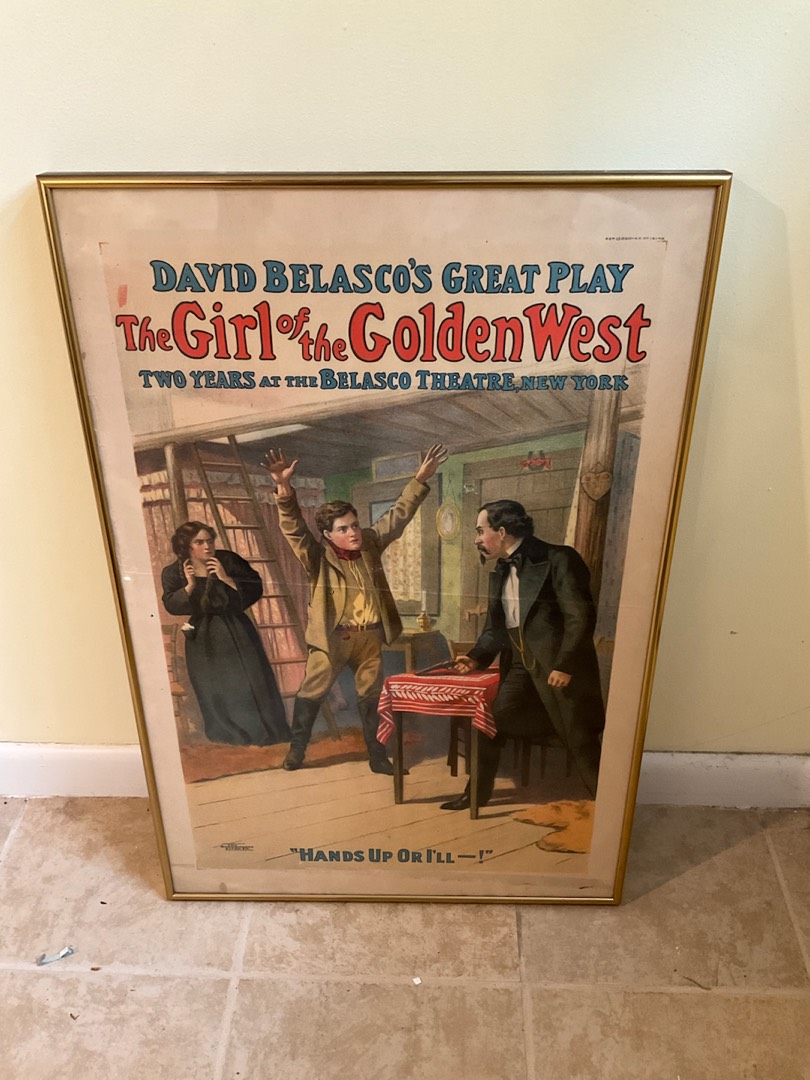 DAVID BELASCO'S GREAT PLAY
The Girl of the Golden West
TWO YEARS AT THE BELASCO THEATRE, NEW YORK
"HANDS UP OR I'LL—!"